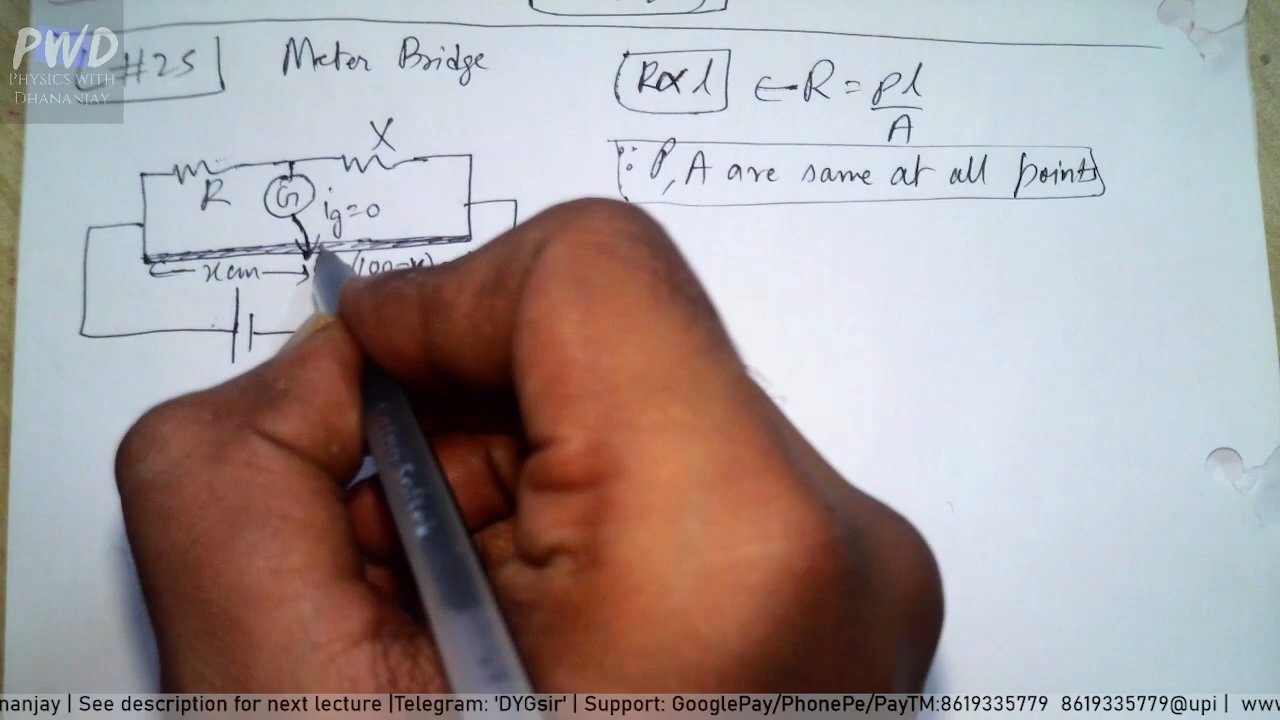 PWD
PHYSICS WITH
DHANANJAY
#25
Meter Bridge
R∝l ← R = ρl/A
∵ ρ, A are same at all points
X
R
G
ig=0
x cm
(100-x)
nanjay | See description for next lecture |Telegram: 'DYGsir' | Support: GooglePay/PhonePe/PayTM:8619335779 8619335779@upi | www